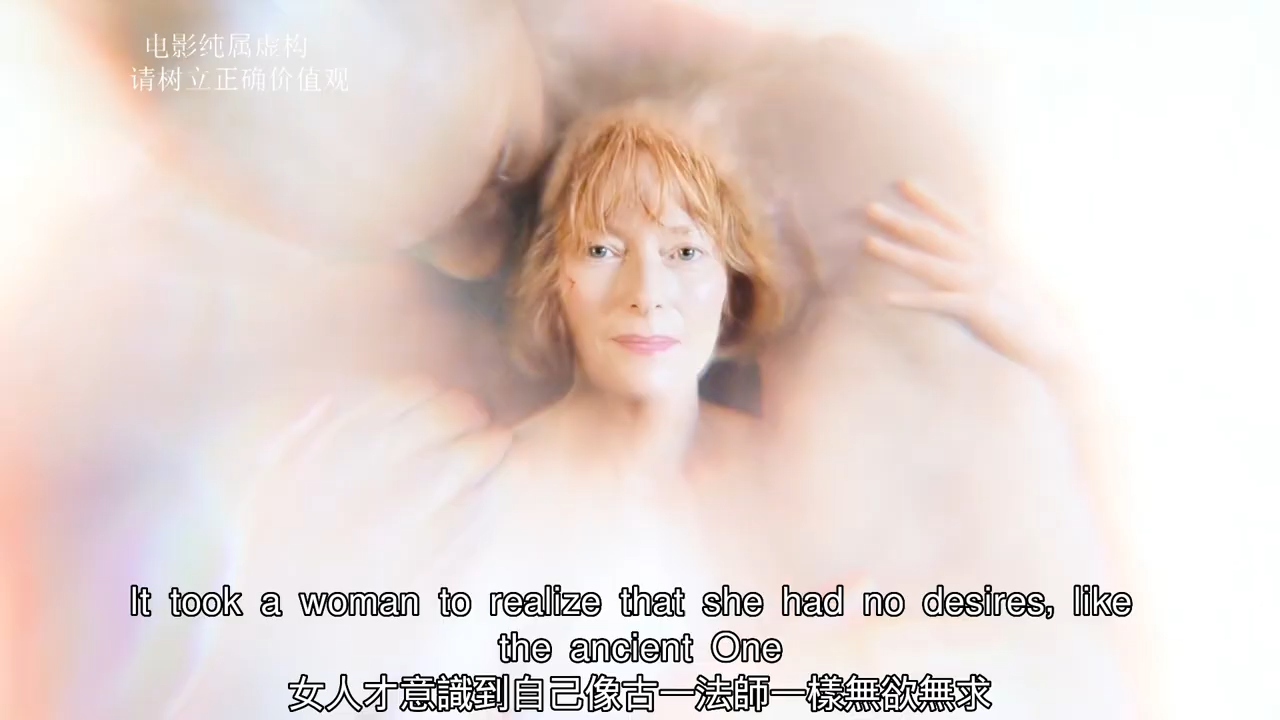 电影纯属虚构
请树立正确价值观
It took a woman to realize that she had no desires, like
the ancient One
女人才意識到自己像古一法師一樣無欲無求